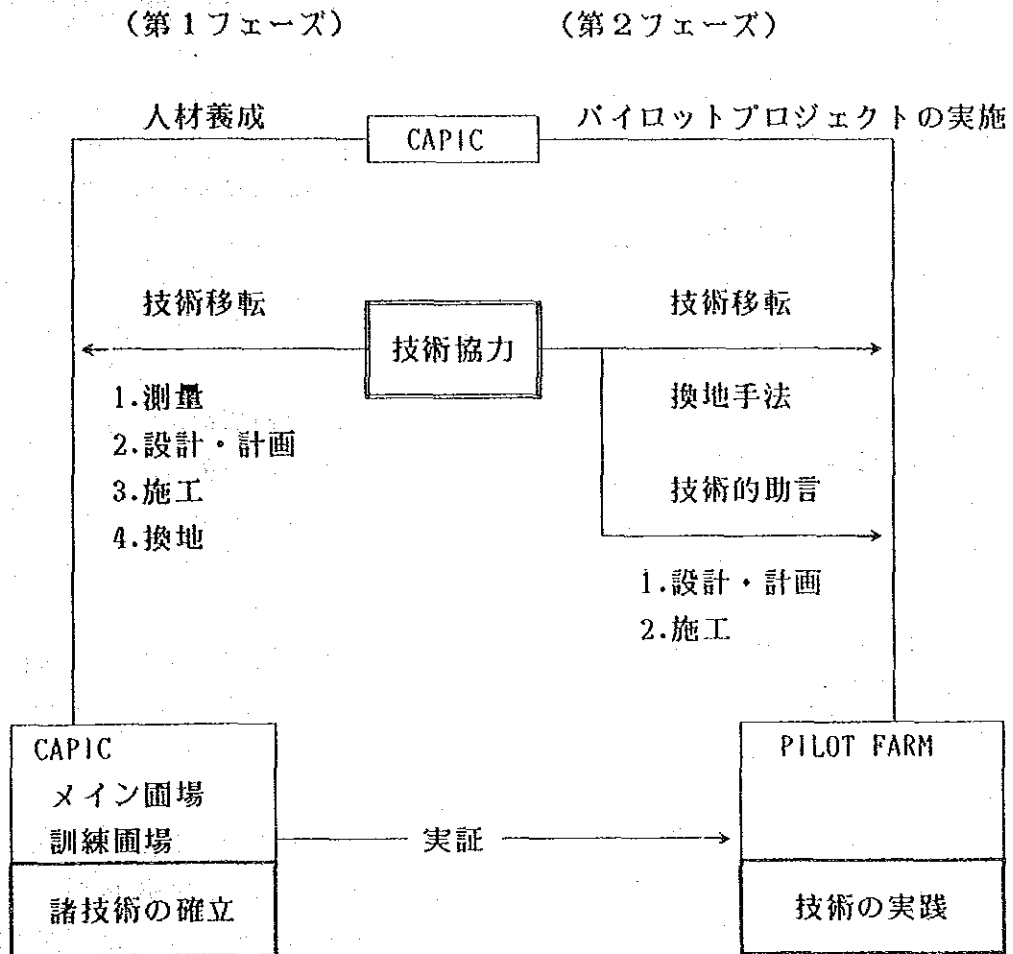 （第１フェーズ）　（第２フェーズ）
人材養成　CAPIC　パイロットプロジェクトの実施
技術移転　技術協力　技術移転
1.測量
2.設計・計画
3.施工
4.換地
換地手法
技術的助言
1.設計・計画
2.施工
CAPIC
メイン圃場
訓練圃場
諸技術の確立
実証
PILOT FARM
技術の実践